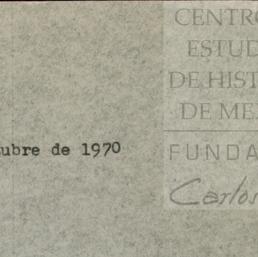 CENTRO
ESTUD
DE HIST
DE ME
ubre de 1970
FUNDA
Carlos